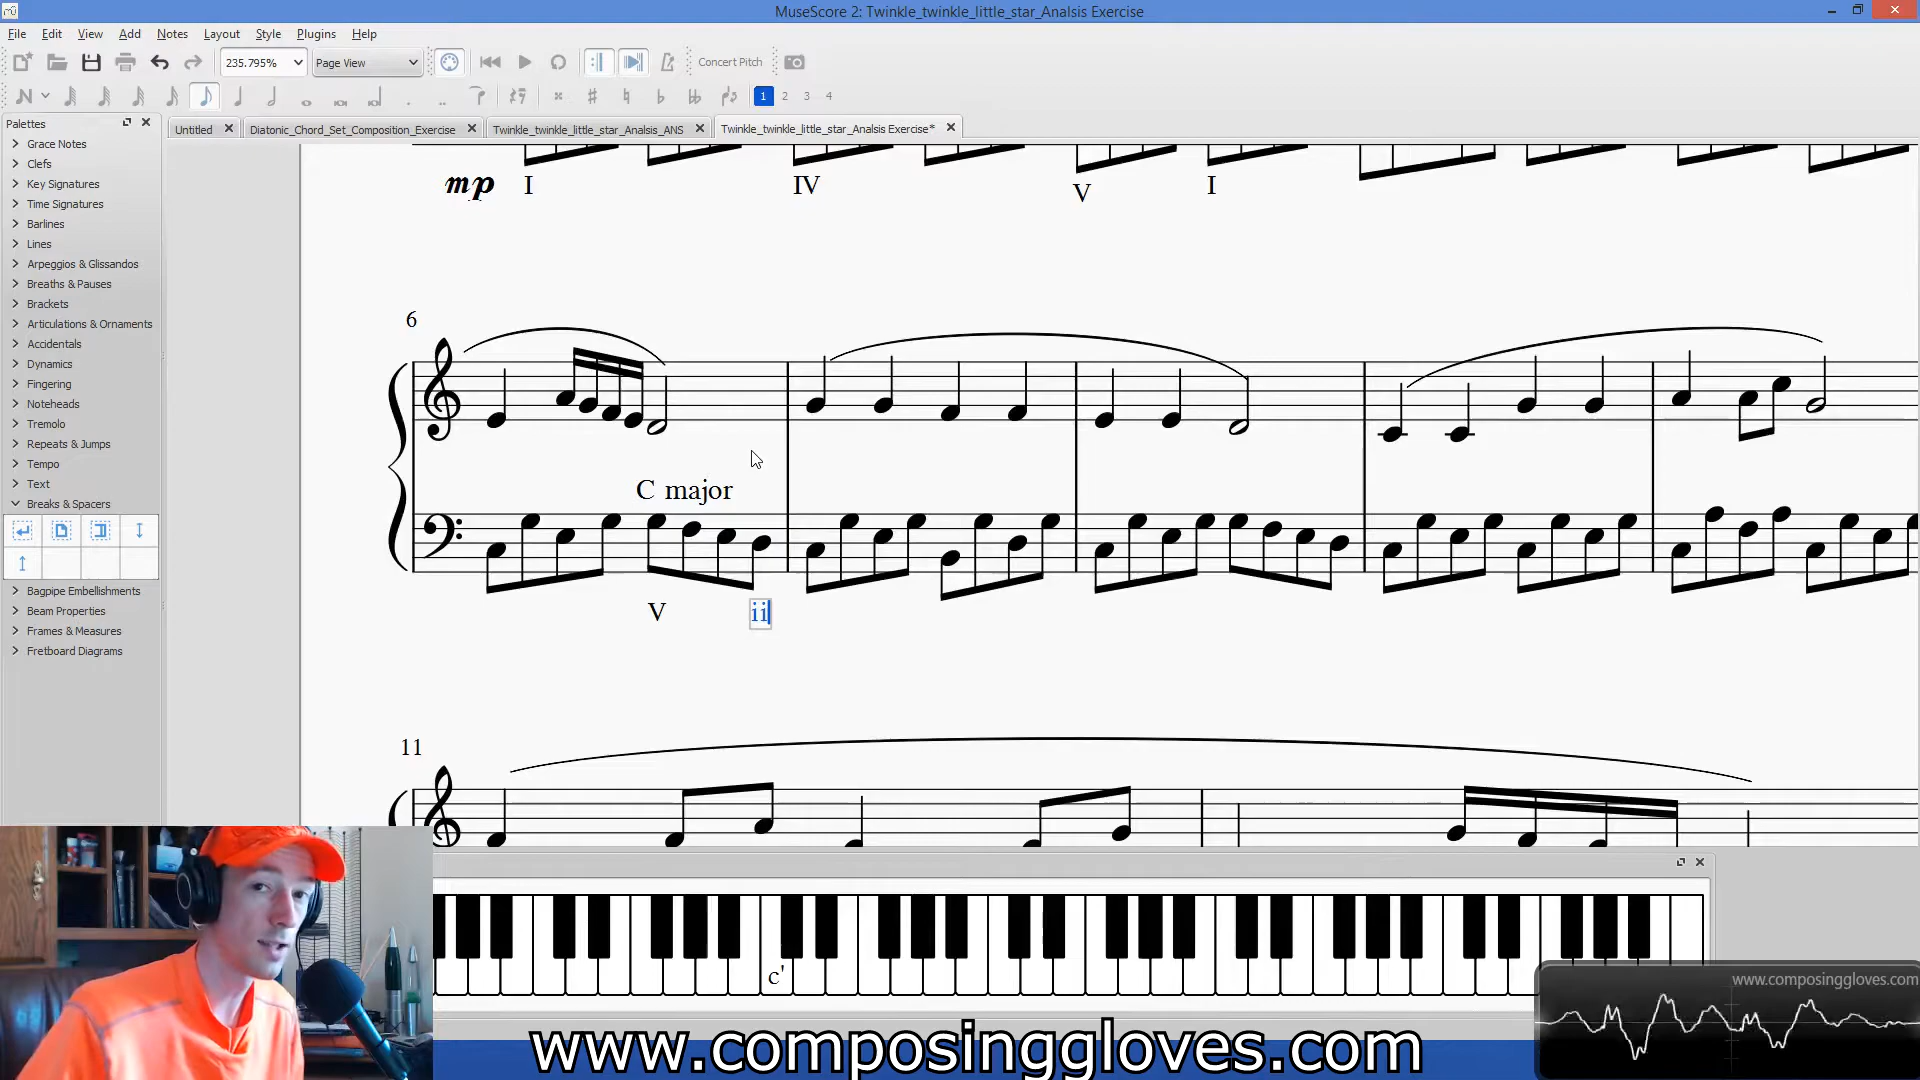 MuseScore 2: Twinkle_twinkle_little_star_Analsis Exercise
File Edit View Add Notes Layout Style Plugins Help
235.795% Page View Concert Pitch
1 2 3 4
Palettes
Untitled Diatonic_Chord_Set_Composition_Exercise Twinkle_twinkle_little_star_Analsis_ANS Twinkle_twinkle_little_star_Analsis Exercise*
Grace Notes
Clefs
Key Signatures
Time Signatures
Barlines
Lines
Arpeggios & Glissandos
Breaths & Pauses
Brackets
Articulations & Ornaments
Accidentals
Dynamics
Fingering
Noteheads
Tremolo
Repeats & Jumps
Tempo
Text
Breaks & Spacers
Bagpipe Embellishments
Beam Properties
Frames & Measures
Fretboard Diagrams
mp I IV V I
6
C major
V ii
11
c'
www.composinggloves.com
www.composinggloves.com